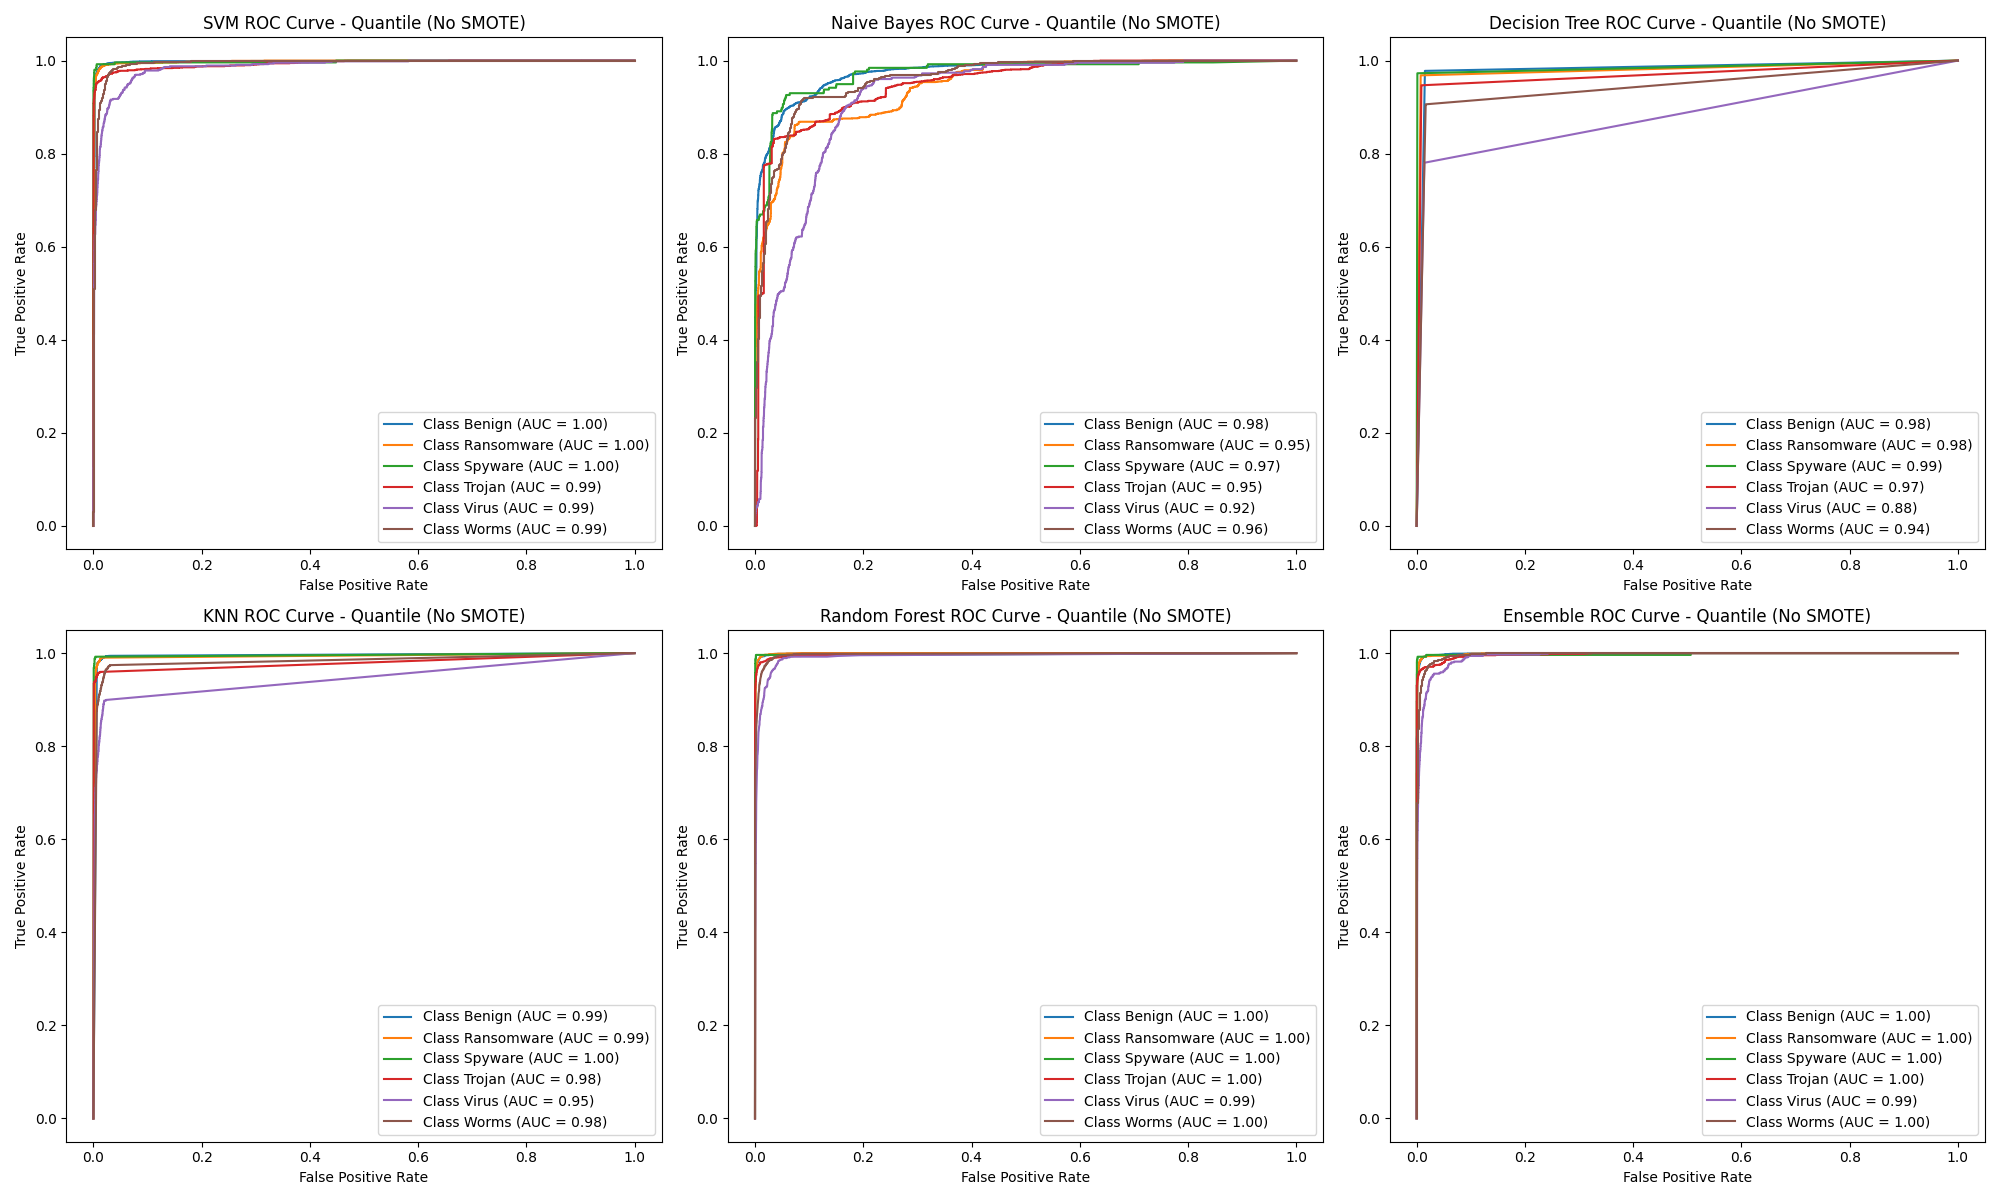 SVM ROC Curve - Quantile (No SMOTE)
True Positive Rate
1.0
0.8
0.6
0.4
0.2
0.0
Class Benign (AUC = 1.00)
Class Ransomware (AUC = 1.00)
Class Spyware (AUC = 1.00)
Class Trojan (AUC = 0.99)
Class Virus (AUC = 0.99)
Class Worms (AUC = 0.99)
0.0 0.2 0.4 0.6 0.8 1.0
False Positive Rate
Naive Bayes ROC Curve - Quantile (No SMOTE)
True Positive Rate
1.0
0.8
0.6
0.4
0.2
0.0
Class Benign (AUC = 0.98)
Class Ransomware (AUC = 0.95)
Class Spyware (AUC = 0.97)
Class Trojan (AUC = 0.95)
Class Virus (AUC = 0.92)
Class Worms (AUC = 0.96)
0.0 0.2 0.4 0.6 0.8 1.0
False Positive Rate
Decision Tree ROC Curve - Quantile (No SMOTE)
True Positive Rate
1.0
0.8
0.6
0.4
0.2
0.0
Class Benign (AUC = 0.98)
Class Ransomware (AUC = 0.98)
Class Spyware (AUC = 0.99)
Class Trojan (AUC = 0.97)
Class Virus (AUC = 0.88)
Class Worms (AUC = 0.94)
0.0 0.2 0.4 0.6 0.8 1.0
False Positive Rate
KNN ROC Curve - Quantile (No SMOTE)
True Positive Rate
1.0
0.8
0.6
0.4
0.2
0.0
Class Benign (AUC = 0.99)
Class Ransomware (AUC = 0.99)
Class Spyware (AUC = 1.00)
Class Trojan (AUC = 0.98)
Class Virus (AUC = 0.95)
Class Worms (AUC = 0.98)
0.0 0.2 0.4 0.6 0.8 1.0
False Positive Rate
Random Forest ROC Curve - Quantile (No SMOTE)
True Positive Rate
1.0
0.8
0.6
0.4
0.2
0.0
Class Benign (AUC = 1.00)
Class Ransomware (AUC = 1.00)
Class Spyware (AUC = 1.00)
Class Trojan (AUC = 1.00)
Class Virus (AUC = 0.99)
Class Worms (AUC = 1.00)
0.0 0.2 0.4 0.6 0.8 1.0
False Positive Rate
Ensemble ROC Curve - Quantile (No SMOTE)
True Positive Rate
1.0
0.8
0.6
0.4
0.2
0.0
Class Benign (AUC = 1.00)
Class Ransomware (AUC = 1.00)
Class Spyware (AUC = 1.00)
Class Trojan (AUC = 1.00)
Class Virus (AUC = 0.99)
Class Worms (AUC = 1.00)
0.0 0.2 0.4 0.6 0.8 1.0
False Positive Rate